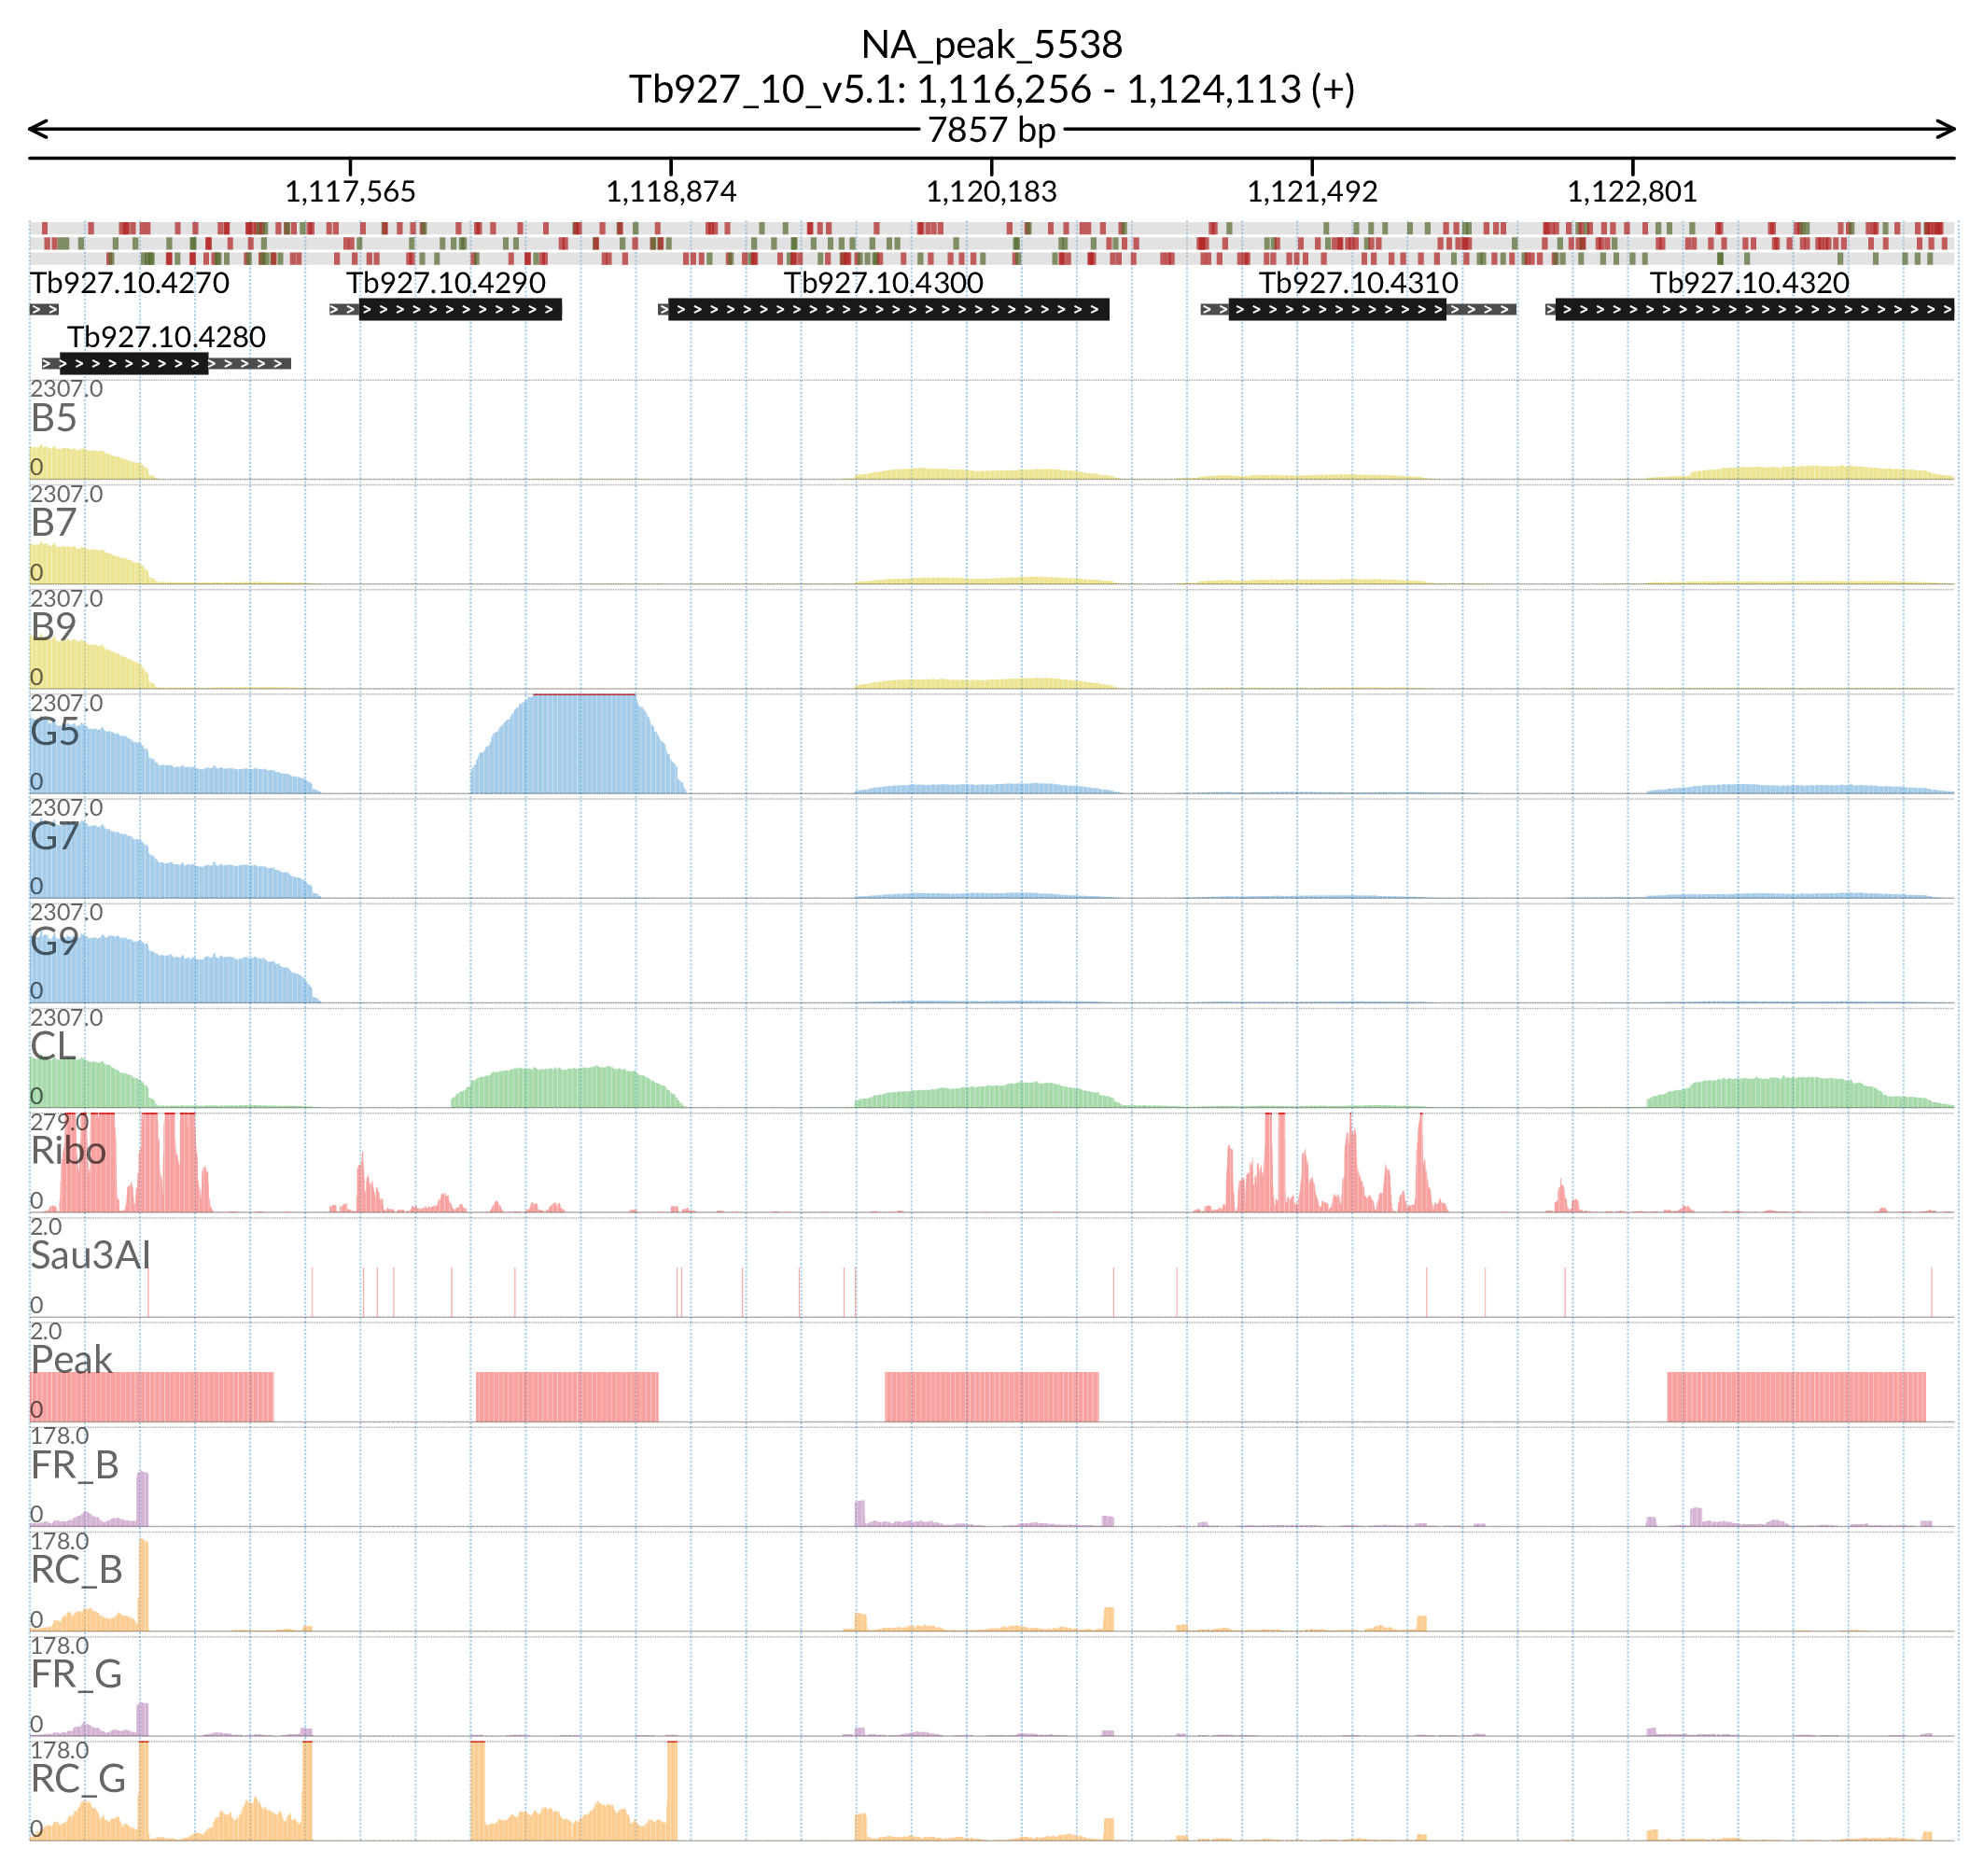 NA_peak_5538
Tb927_10_v5.1: 1,116,256 - 1,124,113 (+)
7857 bp
1,117,565 1,118,874 1,120,183 1,121,492 1,122,801
Tb927.10.4270 Tb927.10.4290 Tb927.10.4300 Tb927.10.4310 Tb927.10.4320
Tb927.10.4280
2307.0
B5
0
2307.0
B7
0
2307.0
B9
0
2307.0
G5
0
2307.0
G7
0
2307.0
G9
0
2307.0
CL
0
279.0
Ribo
0
2.0
Sau3AI
0
2.0
Peak
0
178.0
FR_B
0
178.0
RC_B
0
178.0
FR_G
0
178.0
RC_G
0